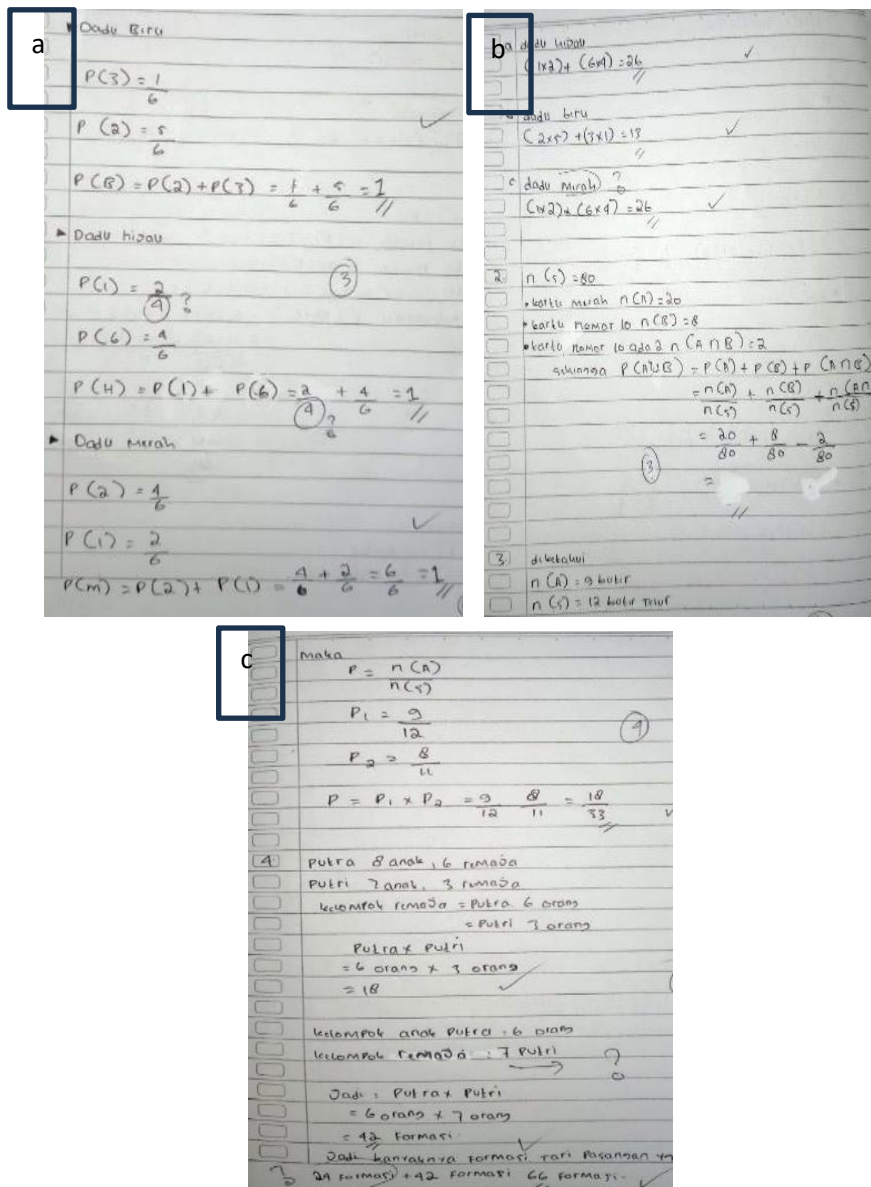 a
Dadu Biru
P(3) = 1/6
P(2) = 5/6
P(B) = P(2) + P(3) = 1/6 + 5/6 = 1
Dadu hijau
P(1) = 2/4 ?
3
P(6) = 4/6
P(H) = P(1) + P(6) = 2/4 + 4/6 = 1
?
Dadu Merah
P(2) = 4/6
P(1) = 2/6
P(m) = P(2) + P(1) = 4/6 + 2/6 = 6/6 = 1
b
a dadu hijau
(1x2) + (6x4) = 26
dadu biru
(2x5) + (3x1) = 13
c dadu Mirah ?
(1x2) + (6x4) = 26
2 n(s) = 80
• kartu merah n(A) = 20
• kartu nomor 10 n(B) = 8
• kartu nomor 10 ada 2 n(A ∩ B) = 2
sehingga P(AUB) = P(A) + P(B) + P(A∩B)
= n(A)/n(s) + n(B)/n(s) + n(An/n(s)
= 20/80 + 8/80 - 2/80
3
=
3. diketahui
n(A) = 9 butir
n(s) = 12 butir telur
c
Maka
P = n(A)/n(s)
P1 = 9/12
4
P2 = 8/11
P = P1 x P2 = 9/12 8/11 = 18/33
4 Putra 8 anak, 6 remaja
Putri 7 anak, 3 remaja
kelompok remaja = Putra 6 orang
= Putri 3 orang
Putra x Putri
= 6 orang x 3 orang
= 18
kelompok anak Putra : 6 orang
kelompok remaja : 7 Putri ?
Jadi : Putra x Putri
= 6 orang x 7 orang
= 42 Formasi.
Jadi banyaknya formasi tari Pasangan
? 24 formasi + 42 Formasi 66 Formasi.